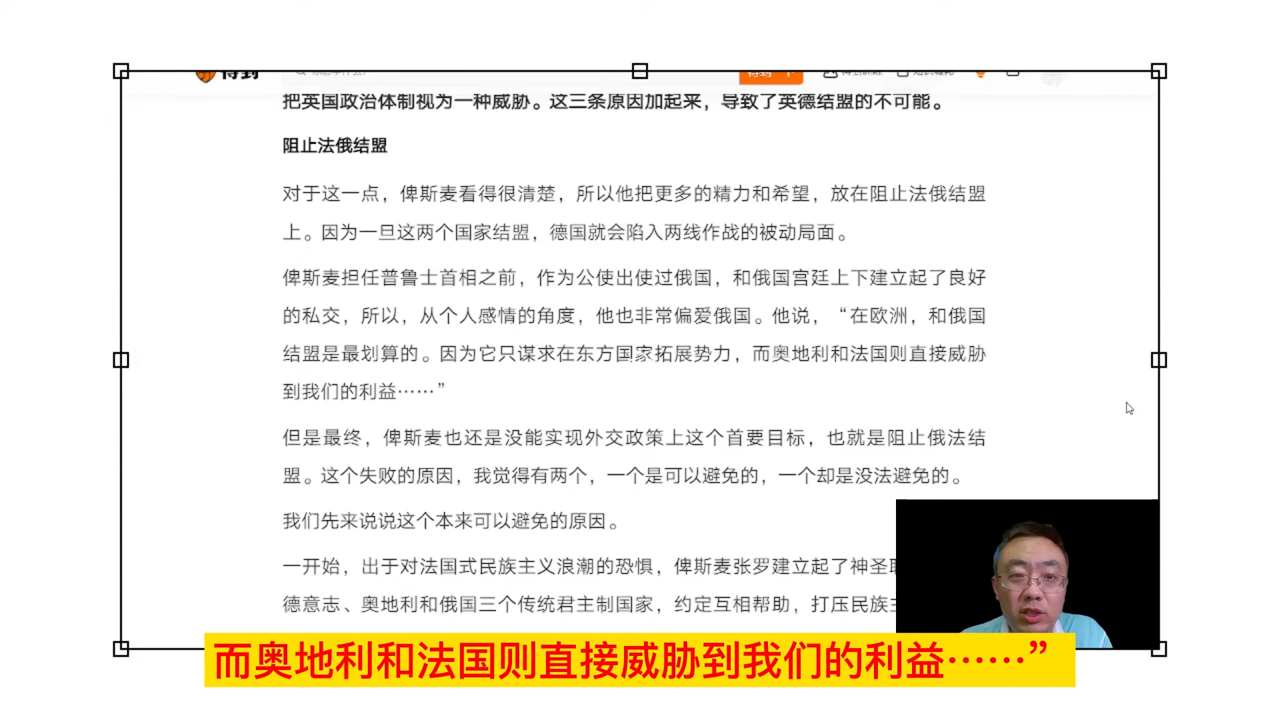 把英国政治体制视为一种威胁。这三条原因加起来，导致了英德结盟的不可能。
阻止法俄结盟
对于这一点，俾斯麦看得很清楚，所以他把更多的精力和希望，放在阻止法俄结盟
上。因为一旦这两个国家结盟，德国就会陷入两线作战的被动局面。
俾斯麦担任普鲁士首相之前，作为公使出使过俄国，和俄国宫廷上下建立起了良好
的私交，所以，从个人感情的角度，他也非常偏爱俄国。他说，“在欧洲，和俄国
结盟是最划算的。因为它只谋求在东方国家拓展势力，而奥地利和法国则直接威胁
到我们的利益……”
但是最终，俾斯麦也还是没能实现外交政策上这个首要目标，也就是阻止俄法结
盟。这个失败的原因，我觉得有两个，一个是可以避免的，一个却是没法避免的。
我们先来说说这个本来可以避免的原因。
一开始，出于对法国式民族主义浪潮的恐惧，俾斯麦张罗建立起了神圣
德意志、奥地利和俄国三个传统君主制国家，约定互相帮助，打压民族
而奥地利和法国则直接威胁到我们的利益……”